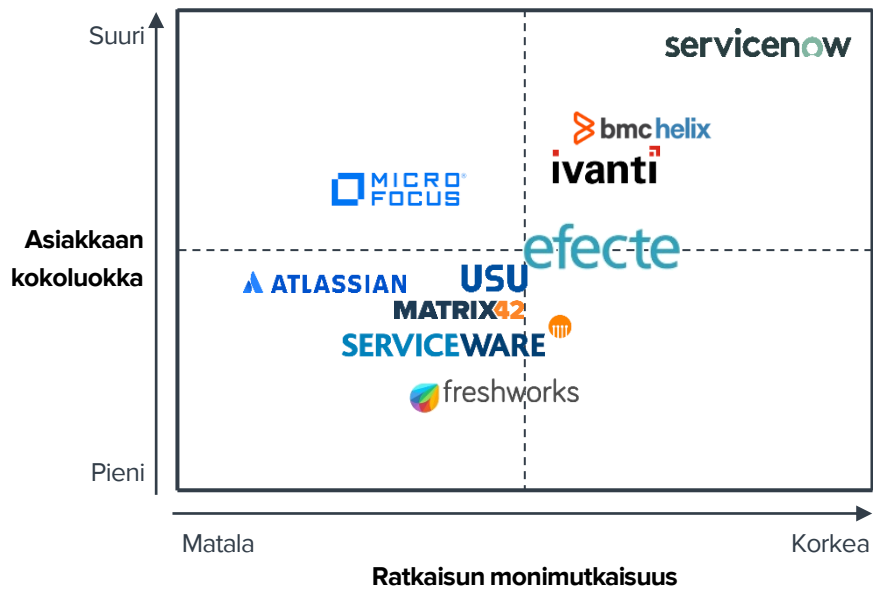 Suuri
servicenow
bmc helix
ivanti
MICRO
FOCUS®
Asiakkaan
kokoluokka
efecte
ATLASSIAN
USU
MATRIX42
SERVICEWARE
freshworks
Pieni
Matala
Korkea
Ratkaisun monimutkaisuus